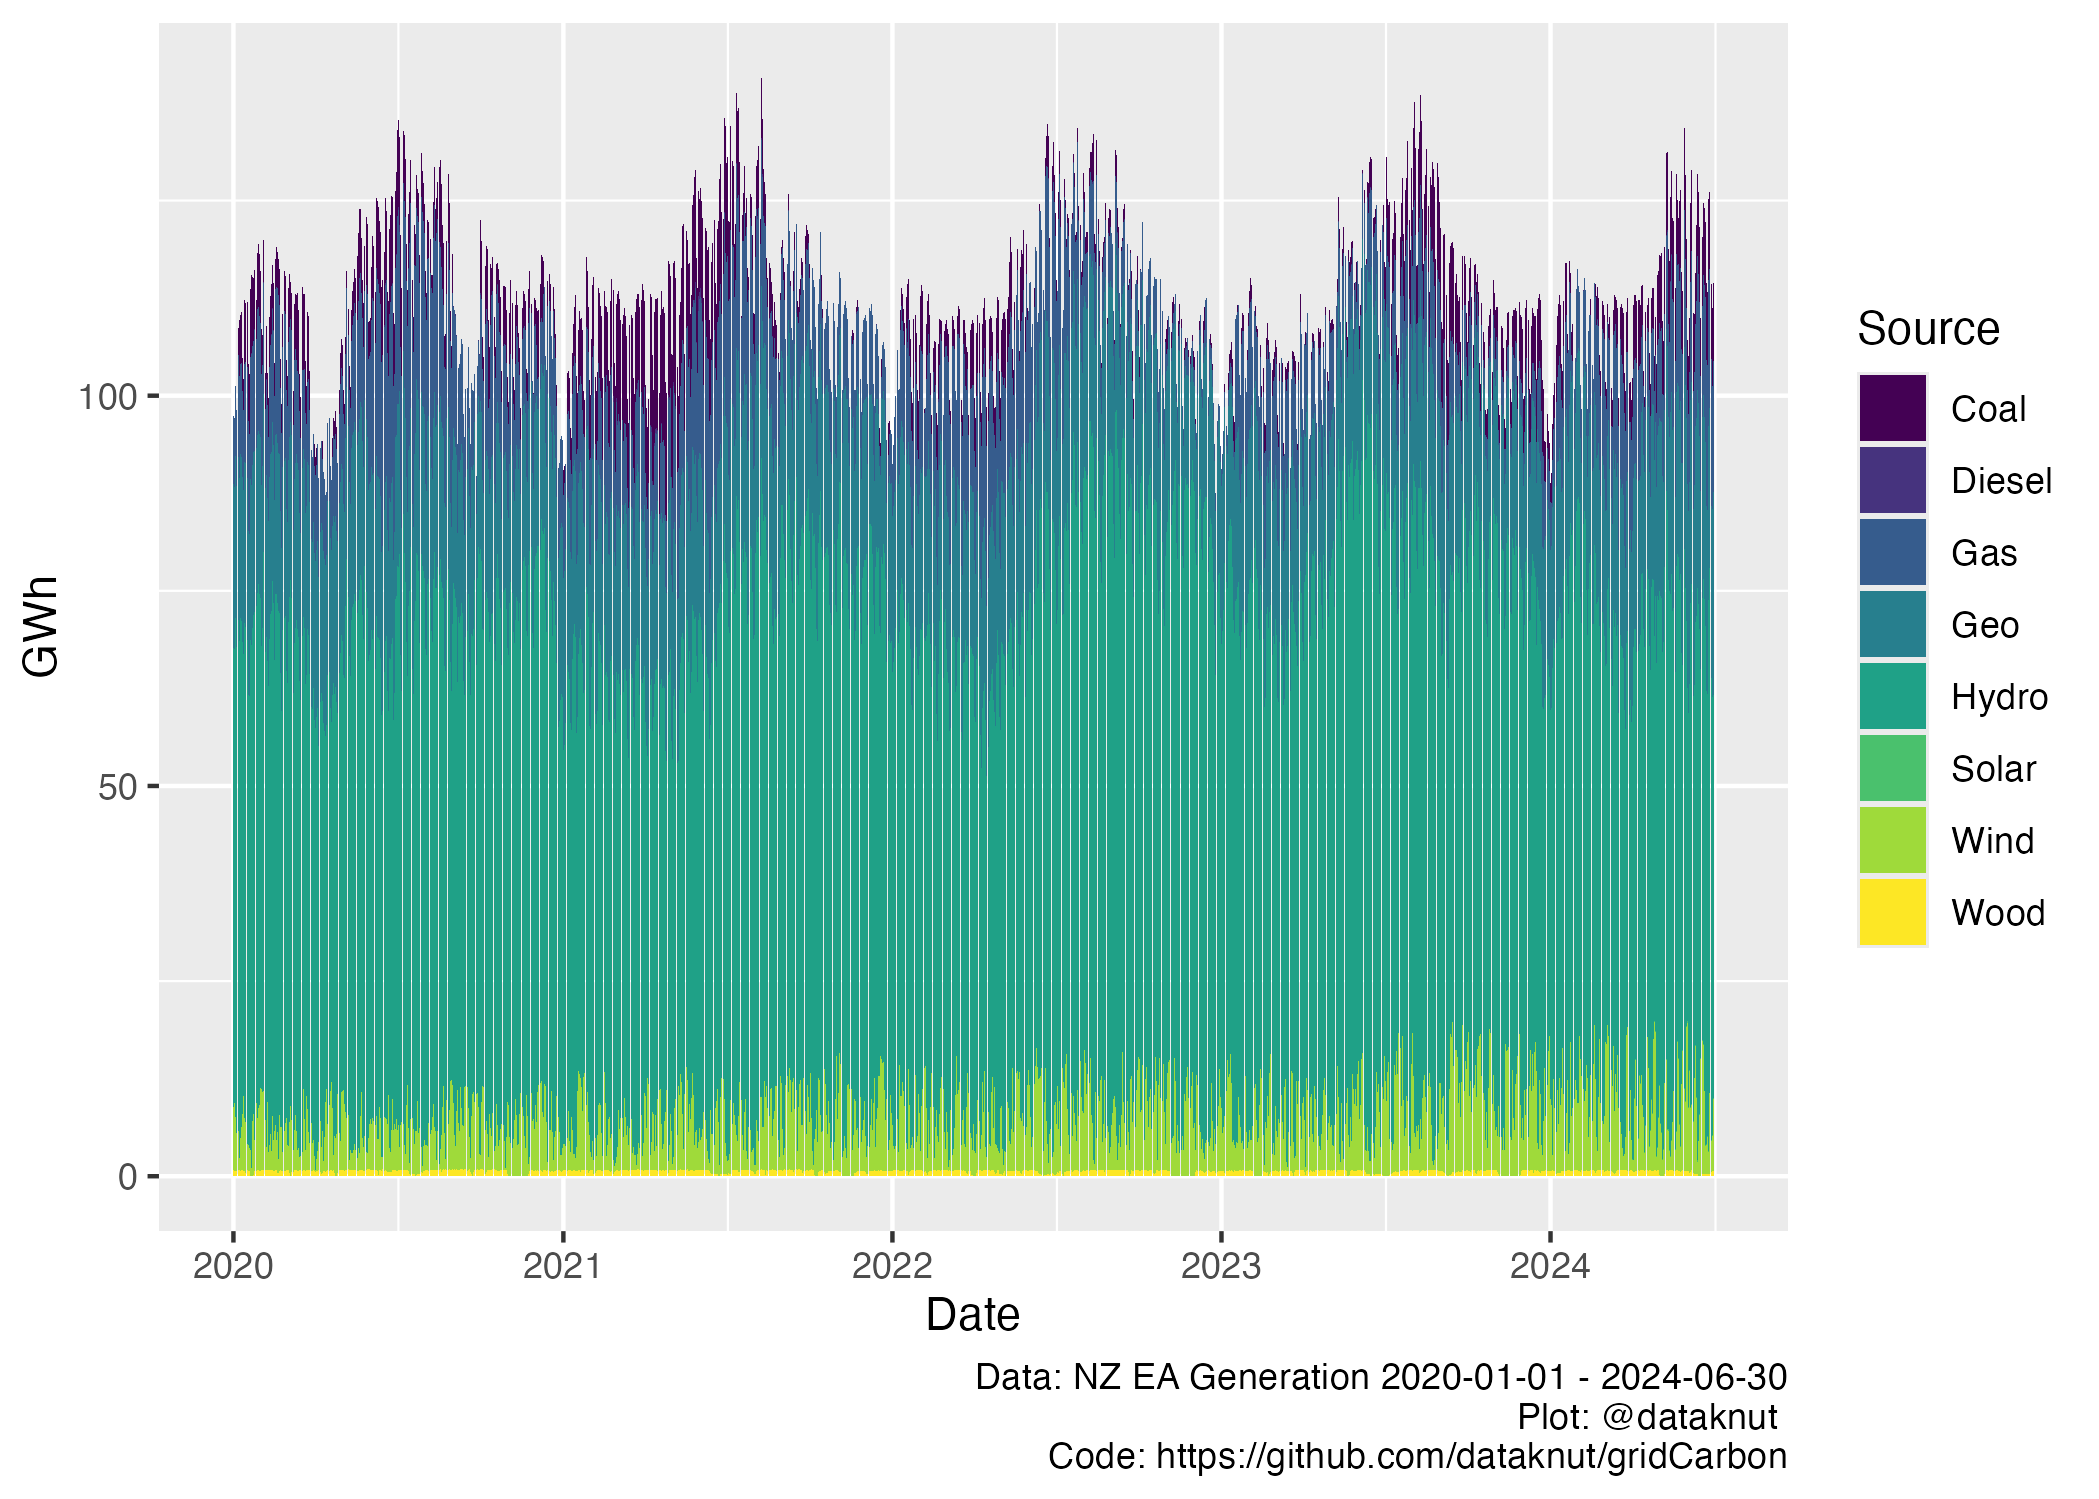 GWh
100
50
0
2020
2021
2022
2023
2024
Date
Source
Coal
Diesel
Gas
Geo
Hydro
Solar
Wind
Wood
Data: NZ EA Generation 2020-01-01 - 2024-06-30
Plot: @dataknut
Code: https://github.com/dataknut/gridCarbon